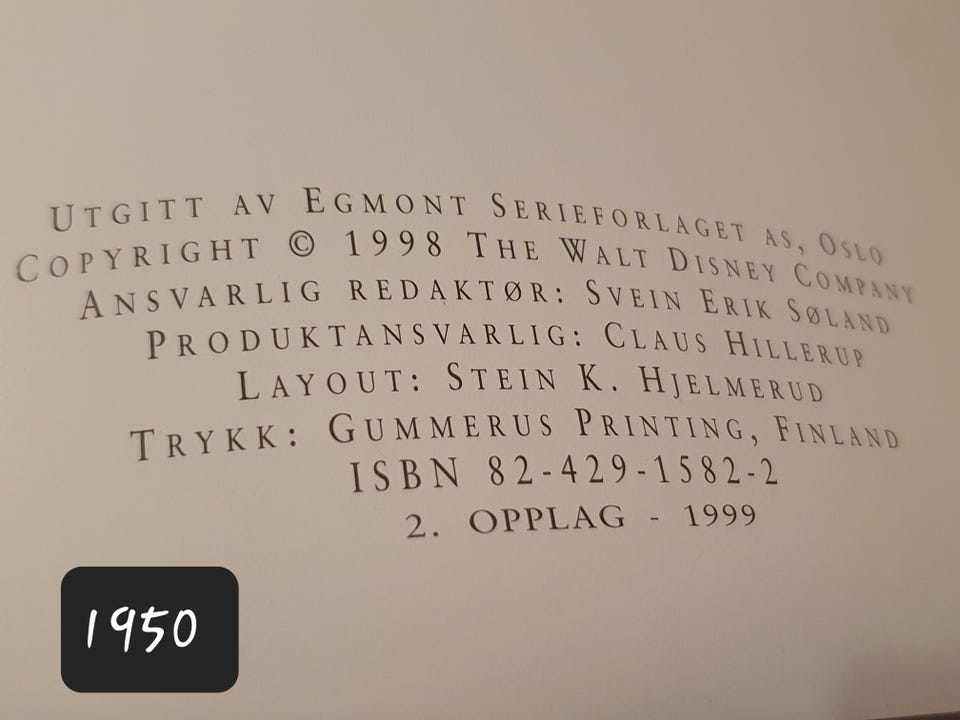 UTGITT AV EGMONT SERIEFORLAGET AS, OSLO
COPYRIGHT © 1998 THE WALT DISNEY COMPANY
ANSVARLIG REDAKTØR: SVEIN ERIK SØLAND
PRODUKTANSVARLIG: CLAUS HILLERUP
LAYOUT: STEIN K. HJELMERUD
TRYKK: GUMMERUS PRINTING, FINLAND
ISBN 82-429-1582-2
2. OPPLAG - 1999
1950